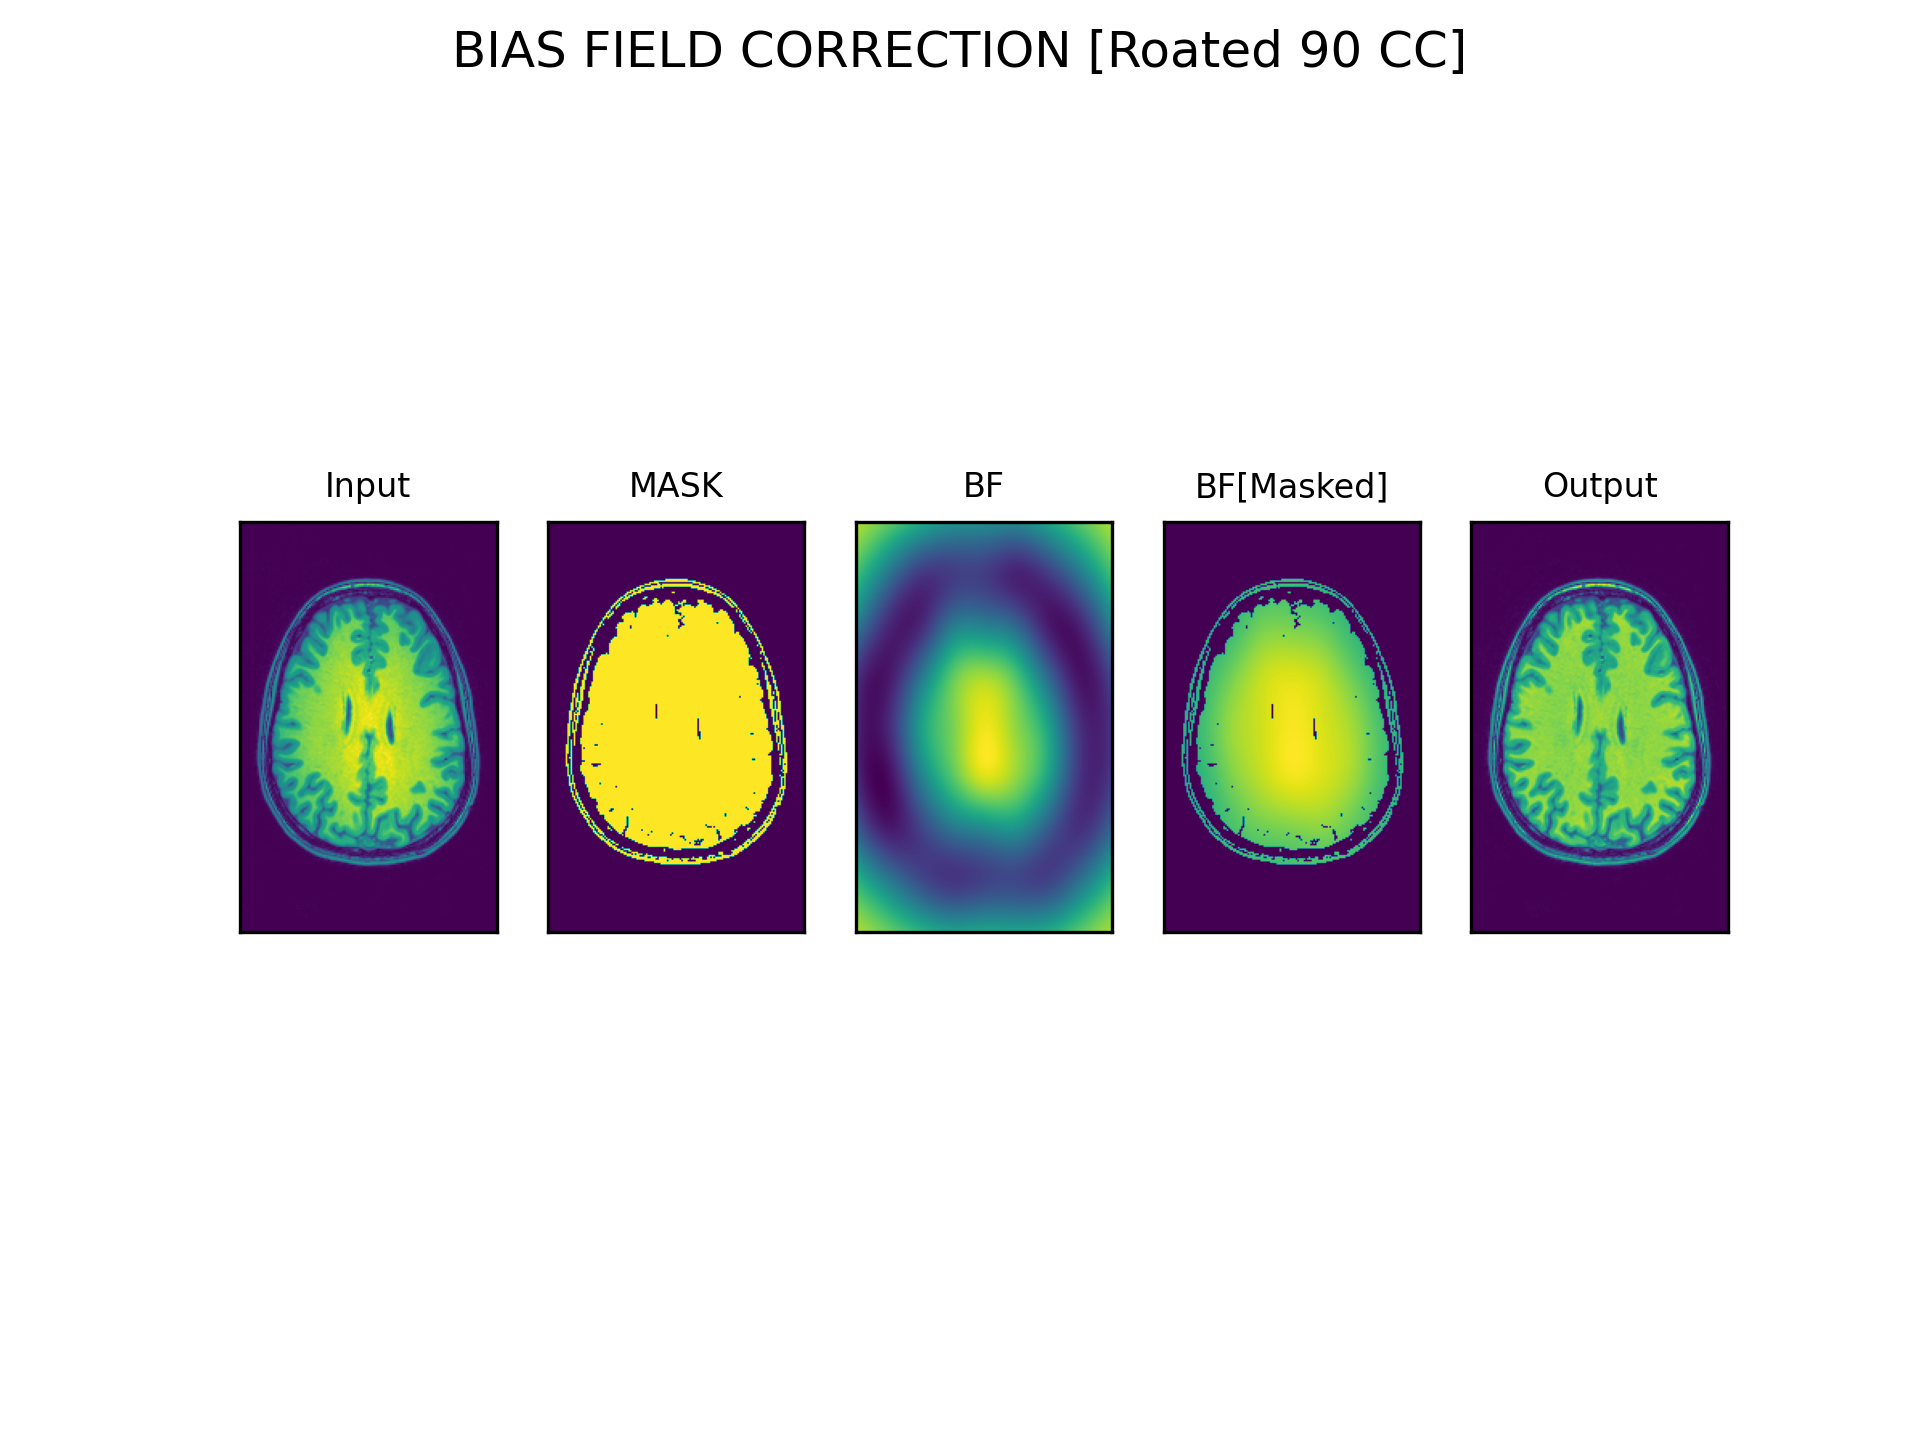 BIAS FIELD CORRECTION [Roated 90 CC]
Input
MASK
BF
BF[Masked]
Output